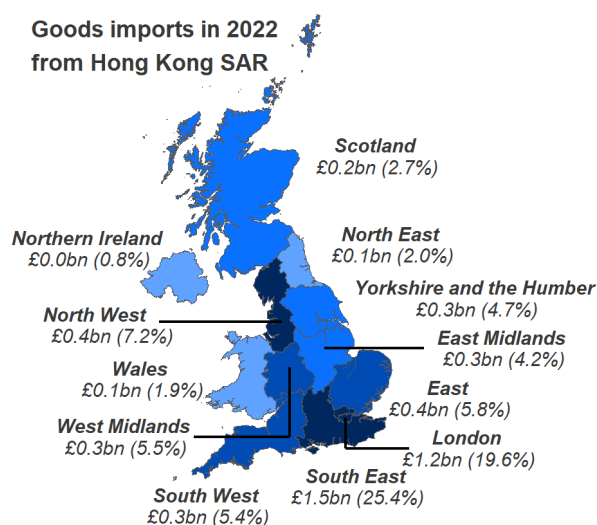 Goods imports in 2022
from Hong Kong SAR
Scotland
£0.2bn (2.7%)
Northern Ireland
£0.0bn (0.8%)
North East
£0.1bn (2.0%)
Yorkshire and the Humber
£0.3bn (4.7%)
North West
£0.4bn (7.2%)
East Midlands
£0.3bn (4.2%)
Wales
£0.1bn (1.9%)
East
£0.4bn (5.8%)
West Midlands
£0.3bn (5.5%)
London
£1.2bn (19.6%)
South East
£1.5bn (25.4%)
South West
£0.3bn (5.4%)